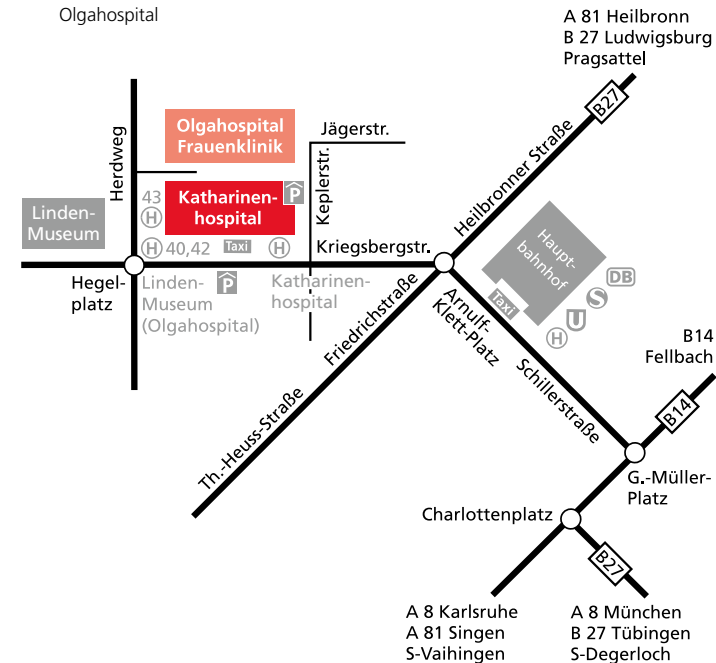 Olgahospital
A 81 Heilbronn
B 27 Ludwigsburg
Pragsattel
B27
Heilbronner Straße
Herdweg
Olgahospital
Frauenklinik
Jägerstr.
Keplerstr.
Katharinen-
hospital
P
43
H
Linden-
Museum
H 40,42 Taxi H
Kriegsbergstr.
Hegel-
platz
Linden-
Museum
(Olgahospital)
P
Katharinen-
hospital
Haupt-
bahnhof
Taxi
DB
S
U
H
Arnulf-
Klett-Platz
Friedrichstraße
Th.-Heuss-Straße
Schillerstraße
B14
Fellbach
B14
G.-Müller-
Platz
Charlottenplatz
B27
A 8 Karlsruhe
A 81 Singen
S-Vaihingen
A 8 München
B 27 Tübingen
S-Degerloch